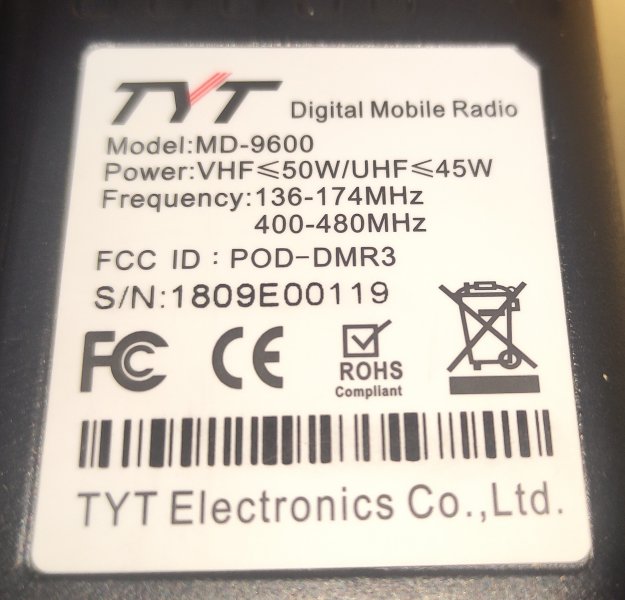 TYT Digital Mobile Radio
Model:MD-9600
Power:VHF≤50W/UHF≤45W
Frequency:136-174MHz
400-480MHz
FCC ID : POD-DMR3
S/N:1809E00119
FC CE ROHS
Compliant
TYT Electronics Co.,Ltd.